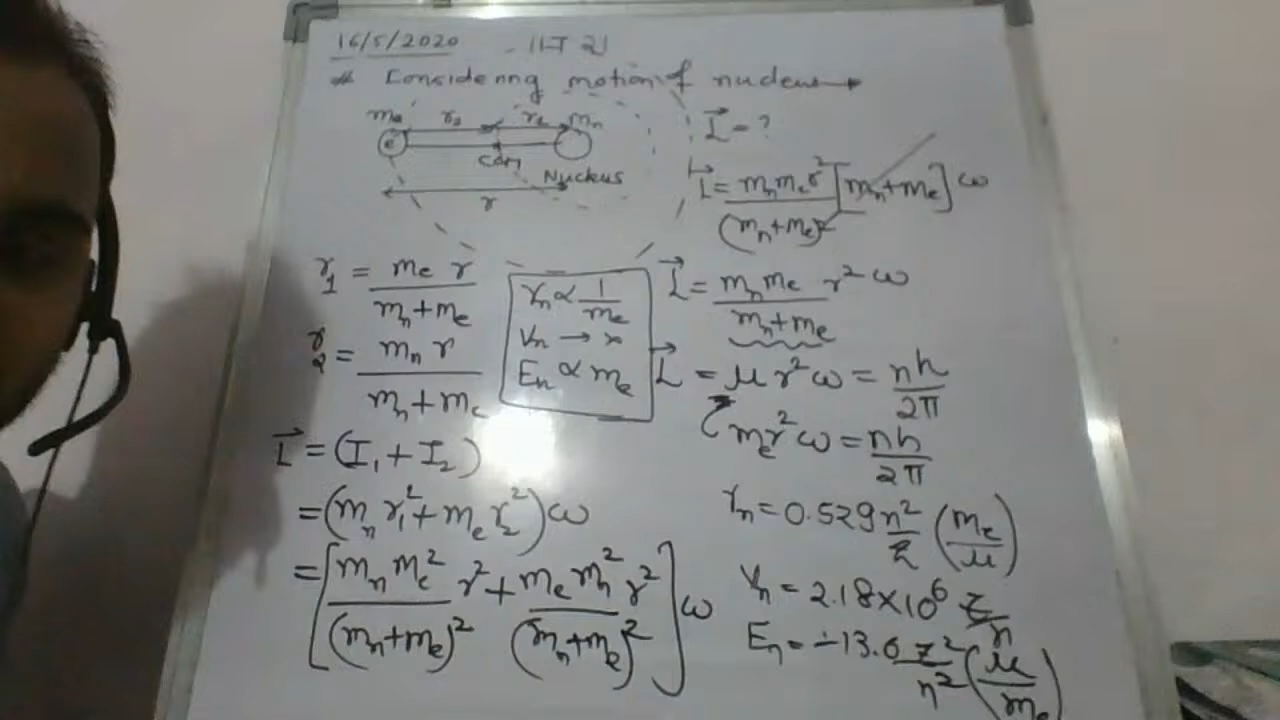 16/5/2020
# Considering motion of nucleus→
me r2 r1 mn
e com
Nucleus
r
r1 = me r / mn+me
r2 = mn r / mn+me
L⃗ = (I1 + I2)
= (mn r1² + me r2²) ω
= [mn me² / (mn+me)² r² + me mn² r² / (mn+me)²] ω
rn ∝ 1/me
Vn → x
En ∝ me
L⃗ = ?
L⃗ = mn me r² / (mn+me)² [mn+me] ω
L⃗ = mn me / mn+me r² ω
L⃗ = μ r² ω = nh/2π
me r² ω = nh/2π
rn = 0.529 n²/z (me/μ)
Vn = 2.18×10⁶ z/n
En = -13.6 z²/n² (μ/me)